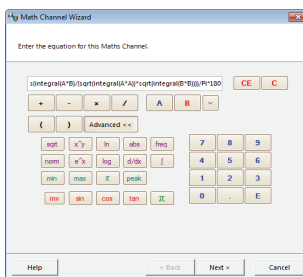 Math Channel Wizard
Enter the equation for this Maths Channel.
s(integral(A*B)/(sqrt(integral(A*A))*sqrt(integral(B*B))))/Pi*180
CE C
+ - × / A B
( ) Advanced <<
sqrt x^y ln abs freq 7 8 9
norm e^x log d/dx ∫ 4 5 6
min max x̄ peak 1 2 3
inv sin cos tan π 0 . E
Help < Back Next > Cancel